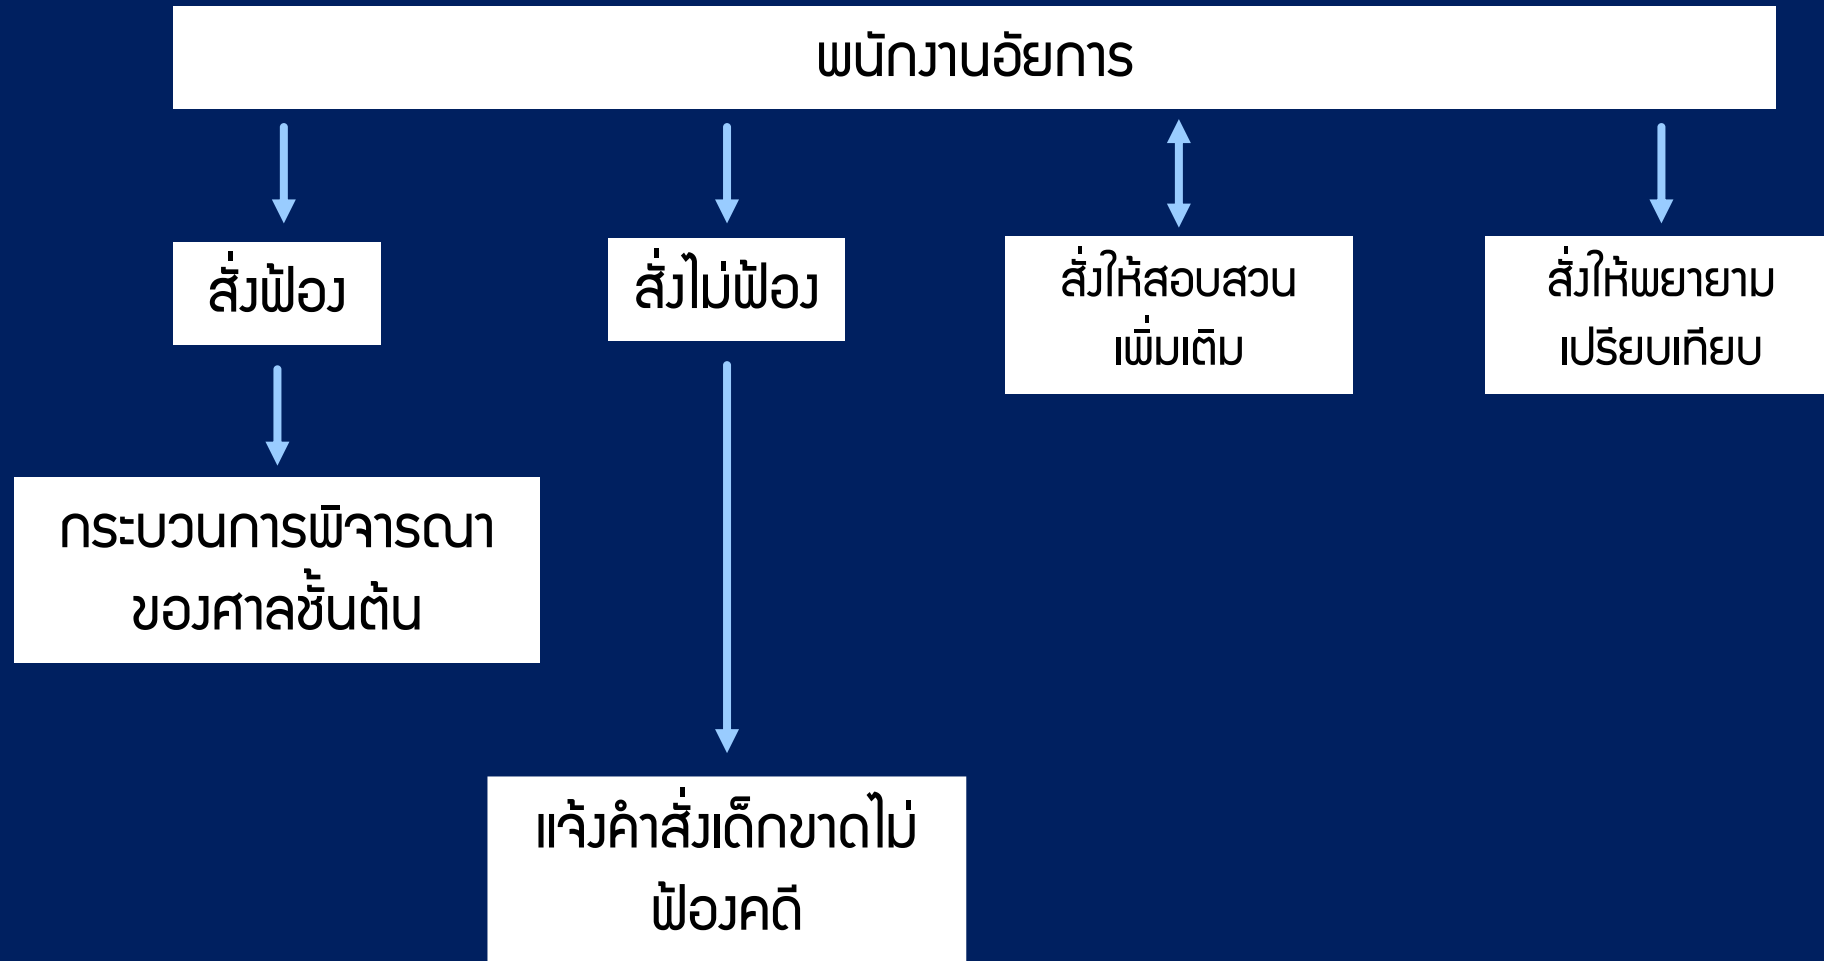 พนักงานอัยการ
สั่งฟ้อง
สั่งไม่ฟ้อง
สั่งให้สอบสวน
เพิ่มเติม
สั่งให้พยายาม
เปรียบเทียบ
กระบวนการพิจารณา
ของศาลชั้นต้น
แจ้งคำสั่งเด็กขาดไม่
ฟ้องคดี